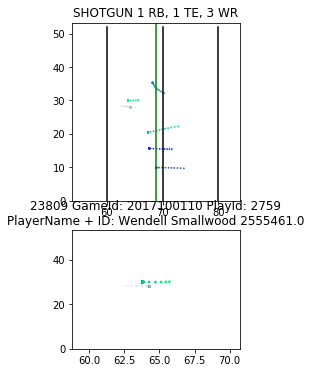 SHOTGUN 1 RB, 1 TE, 3 WR
50
40
30
20
10
0
60 70 80
23809 GameId: 2017100110 PlayId: 2759
PlayerName + ID: Wendell Smallwood 2555461.0
40
20
0
60.0 62.5 65.0 67.5 70.0